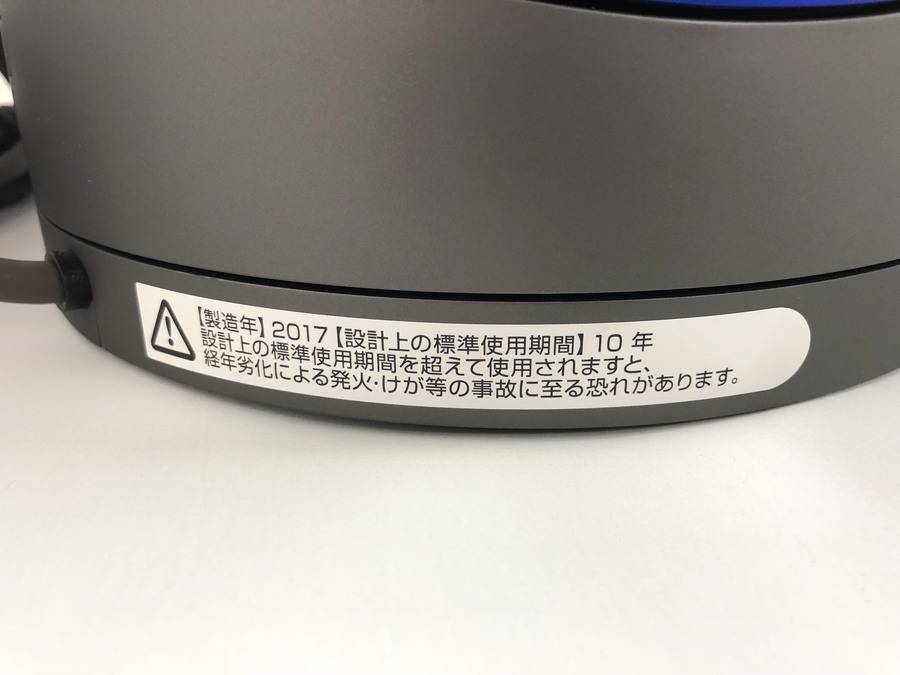 【製造年】2017【設計上の標準使用期間】10 年
設計上の標準使用期間を超えて使用されますと、
経年劣化による発火・けが等の事故に至る恐れがあります。